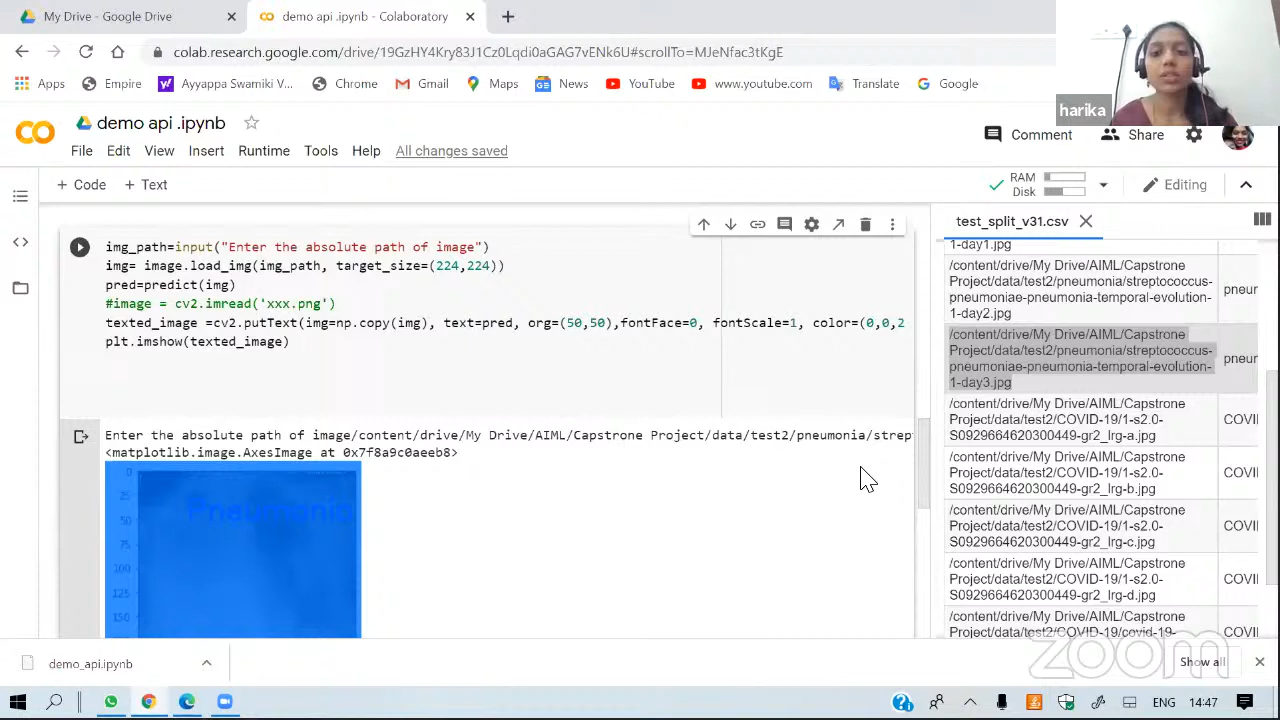 My Drive - Google Drive
demo api .ipynb - Colaboratory
colab.research.google.com/drive/19GzHY4Kry83J1Cz0Lqdi0aGAG7vENk6U#scrollTo=MJeNfac3tKgE
Apps Empire Ayyappa Swamiki V... Chrome Gmail Maps News YouTube www.youtube.com Translate Google
harika
demo api .ipynb
Comment Share
File Edit View Insert Runtime Tools Help All changes saved
+ Code + Text
RAM
Disk
Editing
img_path=input("Enter the absolute path of image")
img= image.load_img(img_path, target_size=(224,224))
pred=predict(img)
#image = cv2.imread('xxx.png')
texted_image =cv2.putText(img=np.copy(img), text=pred, org=(50,50),fontFace=0, fontScale=1, color=(0,0,2
plt.imshow(texted_image)
Enter the absolute path of image/content/drive/My Drive/AIML/Capstrone Project/data/test2/pneumonia/strept
<matplotlib.image.AxesImage at 0x7f8a9c0aeeb8>
0
25
50
75
100
125
150
Pneumonia
test_split_v31.csv
1-day1.jpg
/content/drive/My Drive/AIML/Capstrone
Project/data/test2/pneumonia/streptococcus-
pneumoniae-pneumonia-temporal-evolution-
1-day2.jpg
pneur
/content/drive/My Drive/AIML/Capstrone
Project/data/test2/pneumonia/streptococcus-
pneumoniae-pneumonia-temporal-evolution-
1-day3.jpg
pneur
/content/drive/My Drive/AIML/Capstrone
Project/data/test2/COVID-19/1-s2.0-
S0929664620300449-gr2_lrg-a.jpg
COVI
/content/drive/My Drive/AIML/Capstrone
Project/data/test2/COVID-19/1-s2.0-
S0929664620300449-gr2_lrg-b.jpg
COVI
/content/drive/My Drive/AIML/Capstrone
Project/data/test2/COVID-19/1-s2.0-
S0929664620300449-gr2_lrg-c.jpg
COVI
/content/drive/My Drive/AIML/Capstrone
Project/data/test2/COVID-19/1-s2.0-
S0929664620300449-gr2_lrg-d.jpg
COVI
/content/drive/My Drive/AIML/Capstrone
Project/data/test2/COVID-19/covid-19-
COVI
zoom
demo_api.ipynb
Show all
ENG 14:47